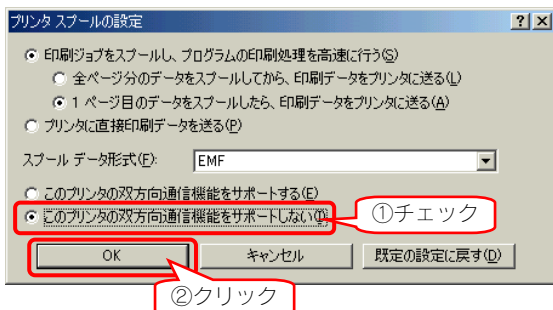 プリンタ スプールの設定
印刷ジョブをスプールし、プログラムの印刷処理を高速に行う(S)
全ページ分のデータをスプールしてから、印刷データをプリンタに送る(L)
1 ページ目のデータをスプールしたら、印刷データをプリンタに送る(A)
プリンタに直接印刷データを送る(P)
スプール データ形式(F): EMF
このプリンタの双方向通信機能をサポートする(E)
このプリンタの双方向通信機能をサポートしない(I) ①チェック
OK キャンセル 既定の設定に戻す(D)
②クリック